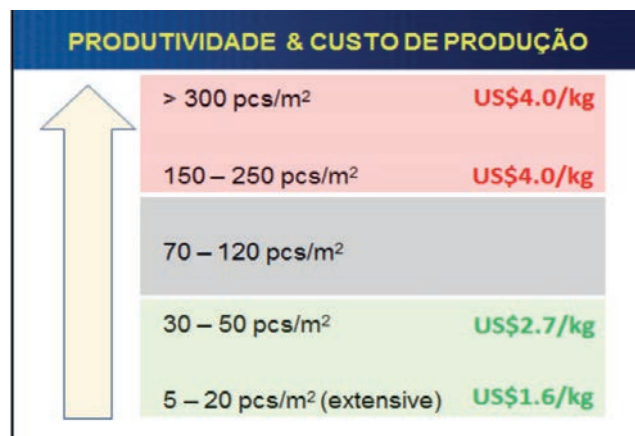 PRODUTIVIDADE & CUSTO DE PRODUÇÃO
> 300 pcs/m² US$4.0/kg
150 – 250 pcs/m² US$4.0/kg
70 – 120 pcs/m²
30 – 50 pcs/m² US$2.7/kg
5 – 20 pcs/m² (extensive) US$1.6/kg